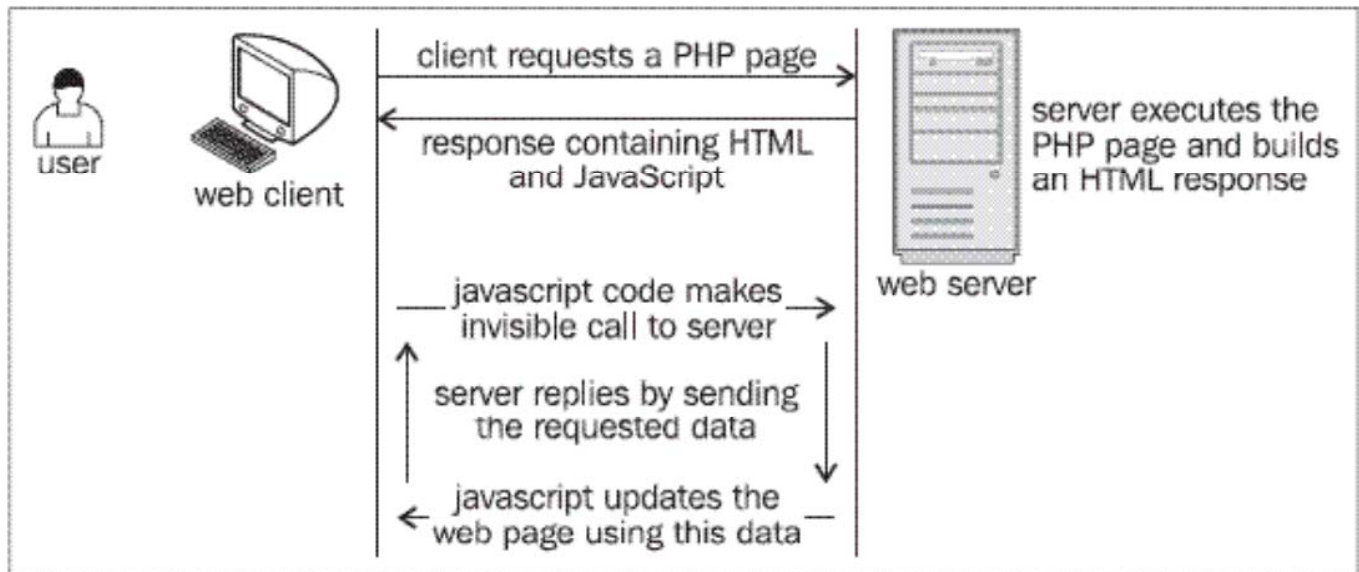 client requests a PHP page
response containing HTML
and JavaScript
user
web client
server executes the
PHP page and builds
an HTML response
web server
javascript code makes
invisible call to server
server replies by sending
the requested data
javascript updates the
web page using this data